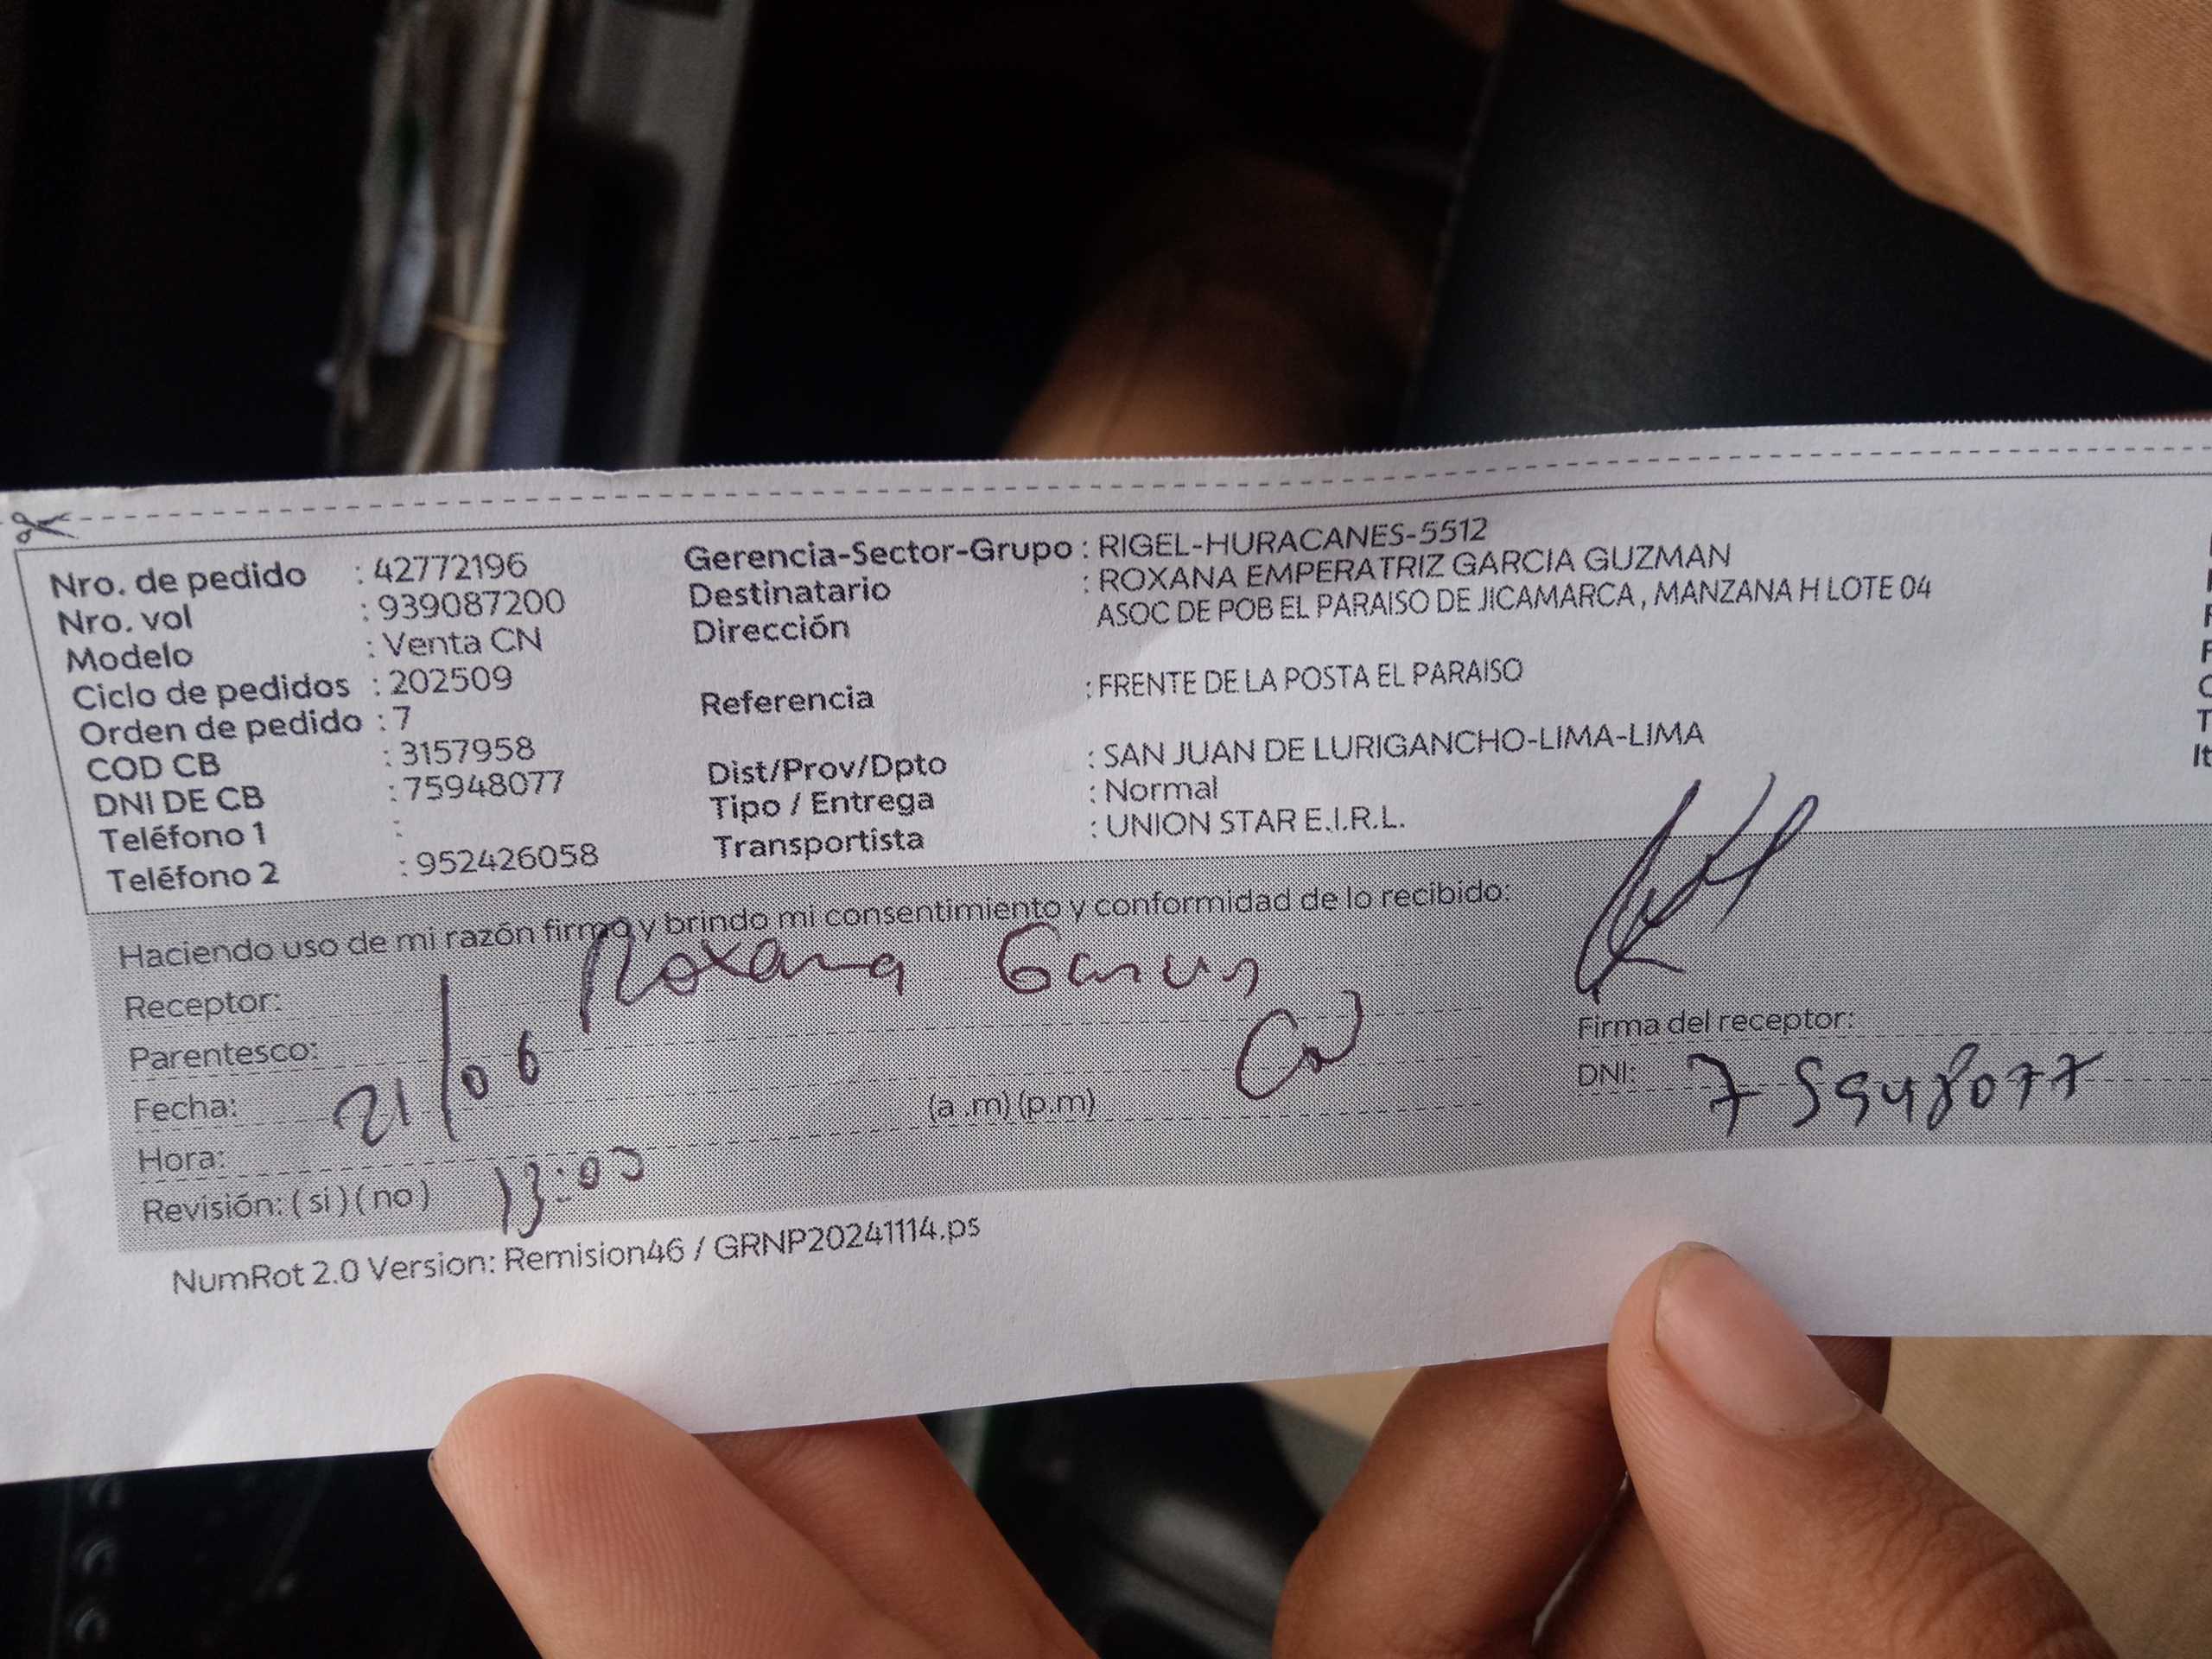 Nro. de pedido : 42772196
Nro. vol : 939087200
Modelo : Venta CN
Ciclo de pedidos : 202509
Orden de pedido : 7
COD CB : 3157958
DNI DE CB : 75948077
Teléfono 1 :
Teléfono 2 : 952426058
Gerencia-Sector-Grupo : RIGEL-HURACANES-5512
Destinatario : ROXANA EMPERATRIZ GARCIA GUZMAN
Dirección ASOC DE POB EL PARAISO DE JICAMARCA , MANZANA H LOTE 04
Referencia : FRENTE DE LA POSTA EL PARAISO
Dist/Prov/Dpto : SAN JUAN DE LURIGANCHO-LIMA-LIMA
Tipo / Entrega : Normal
Transportista : UNION STAR E.I.R.L.
Haciendo uso de mi razón firmo y brindo mi consentimiento y conformidad de lo recibido:
Receptor: Roxana
Parentesco:
Fecha: 21/06
Hora: (a .m) (p.m)
Revisión: ( si ) ( no ) 13:00
Firma del receptor:
DNI: 75948077
NumRot 2.0 Version: Remision46 / GRNP20241114.ps